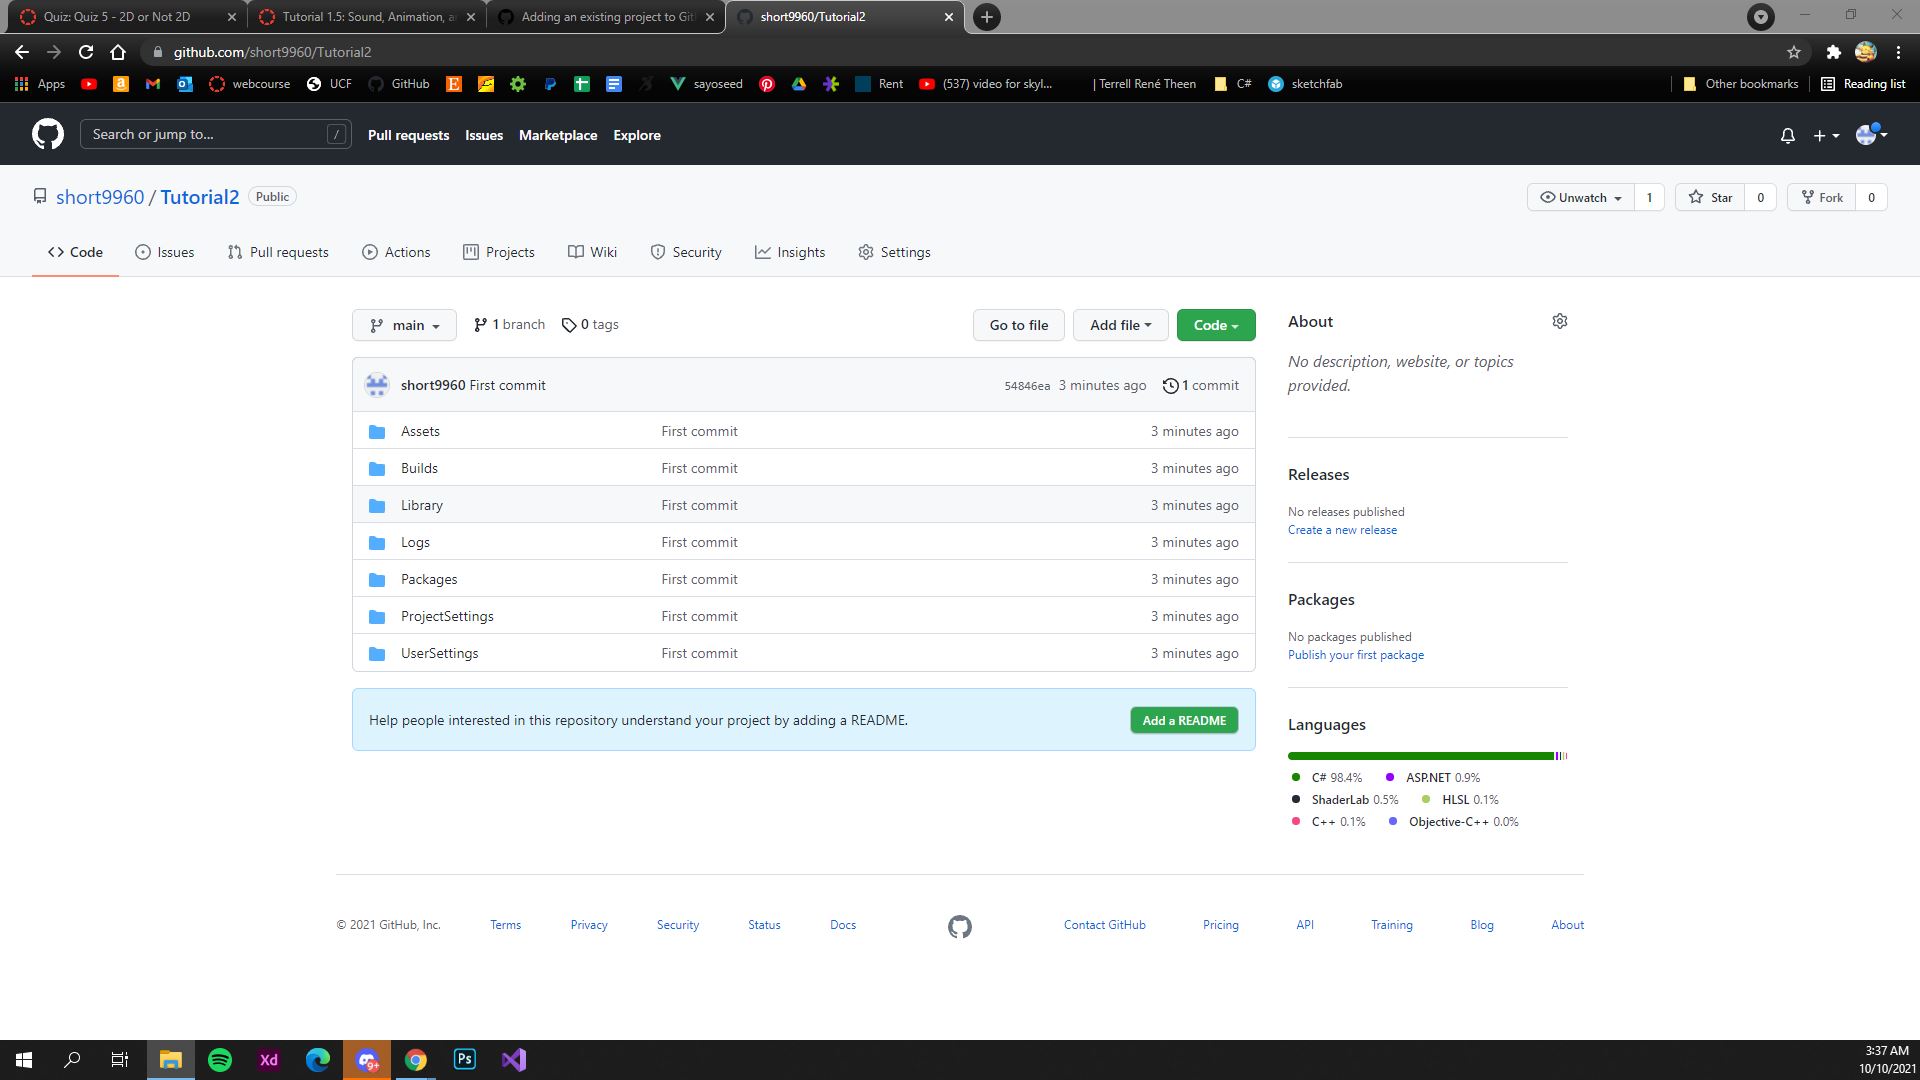 Quiz: Quiz 5 - 2D or Not 2D
Tutorial 1.5: Sound, Animation, a
Adding an existing project to Git
short9960/Tutorial2
github.com/short9960/Tutorial2
Apps
webcourse
UCF
GitHub
sayoseed
Rent
(537) video for skyl...
| Terrell René Theen
C#
sketchfab
Other bookmarks
Reading list
Search or jump to...
/
Pull requests
Issues
Marketplace
Explore
short9960 / Tutorial2
Public
Unwatch
1
Star
0
Fork
0
Code
Issues
Pull requests
Actions
Projects
Wiki
Security
Insights
Settings
main
1 branch
0 tags
Go to file
Add file
Code
short9960 First commit
54846ea 3 minutes ago
1 commit
Assets First commit 3 minutes ago
Builds First commit 3 minutes ago
Library First commit 3 minutes ago
Logs First commit 3 minutes ago
Packages First commit 3 minutes ago
ProjectSettings First commit 3 minutes ago
UserSettings First commit 3 minutes ago
Help people interested in this repository understand your project by adding a README.
Add a README
About
No description, website, or topics
provided.
Releases
No releases published
Create a new release
Packages
No packages published
Publish your first package
Languages
C# 98.4% ASP.NET 0.9%
ShaderLab 0.5% HLSL 0.1%
C++ 0.1% Objective-C++ 0.0%
© 2021 GitHub, Inc.
Terms
Privacy
Security
Status
Docs
Contact GitHub
Pricing
API
Training
Blog
About
Xd
9+
Ps
3:37 AM
10/10/2021